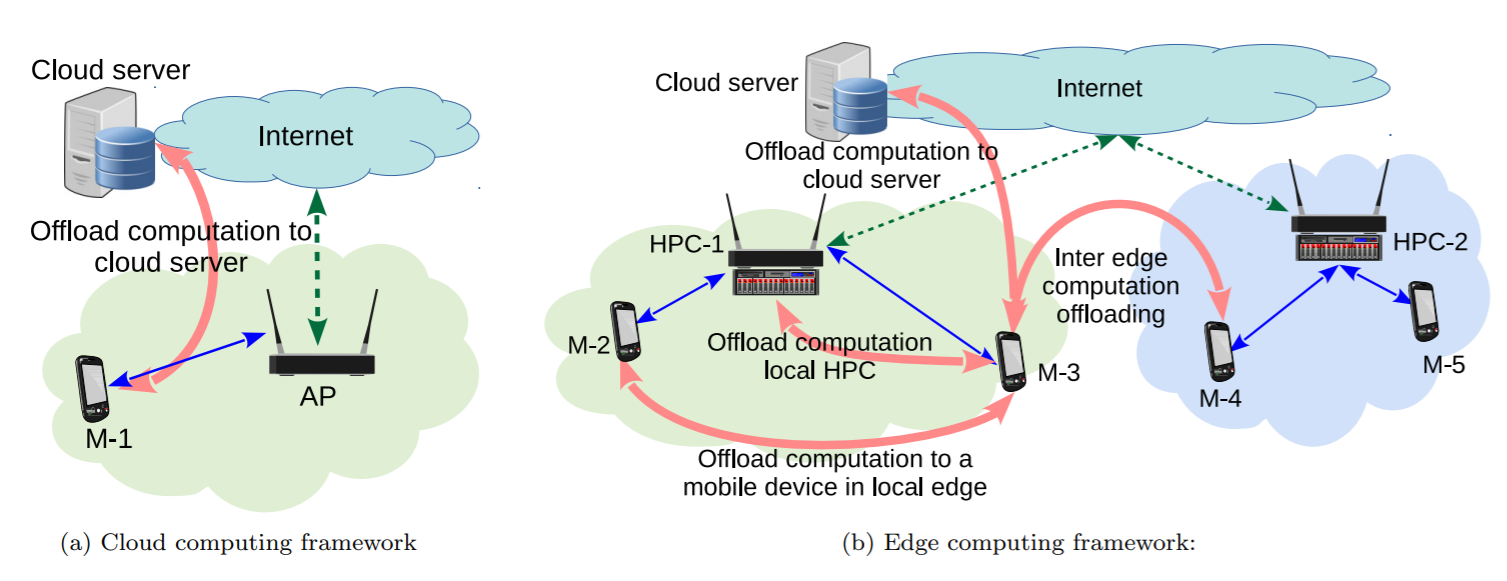 Cloud server
Internet
Offload computation to
cloud server
AP
M-1
(a) Cloud computing framework
Cloud server
Internet
Offload computation to
cloud server
HPC-1
HPC-2
Inter edge
computation
offloading
M-2
Offload computation
local HPC
M-3
M-4
M-5
Offload computation to a
mobile device in local edge
(b) Edge computing framework: